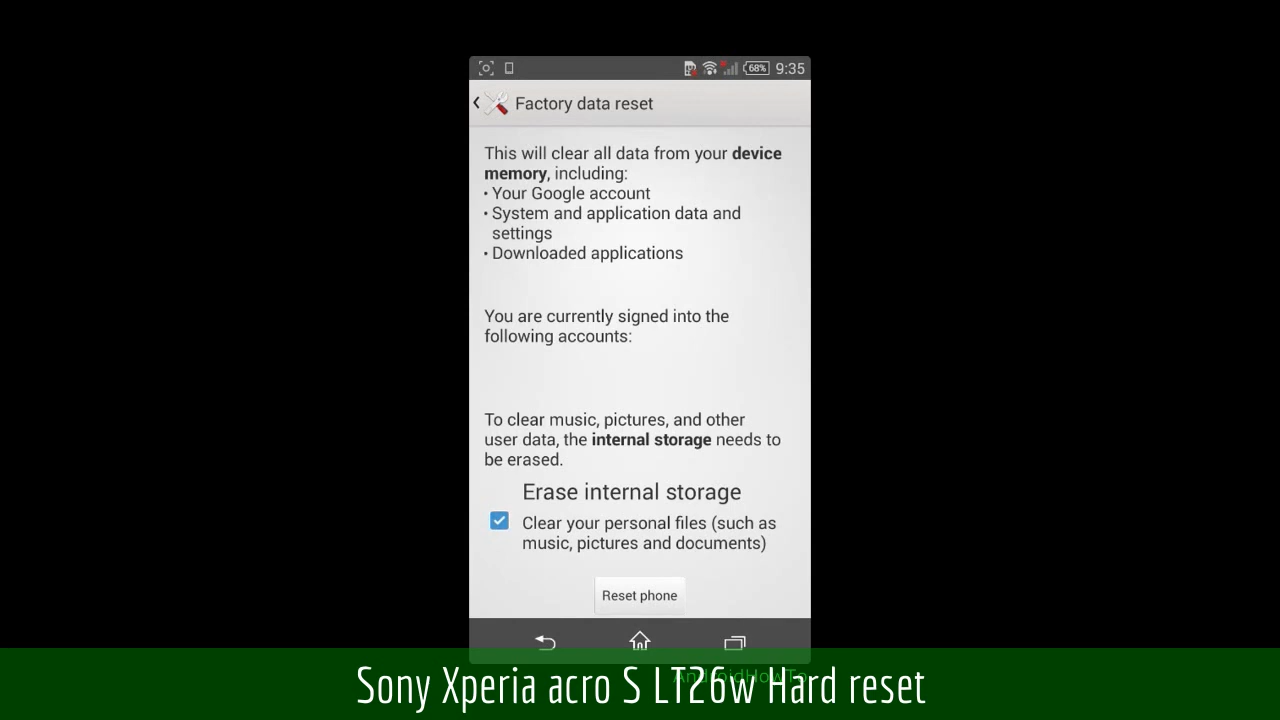 68% 9:35
Factory data reset
This will clear all data from your device
memory, including:
• Your Google account
• System and application data and
settings
• Downloaded applications
You are currently signed into the
following accounts:
To clear music, pictures, and other
user data, the internal storage needs to
be erased.
Erase internal storage
Clear your personal files (such as
music, pictures and documents)
Reset phone
AndroidHowTo
Sony Xperia acro S LT26w Hard reset